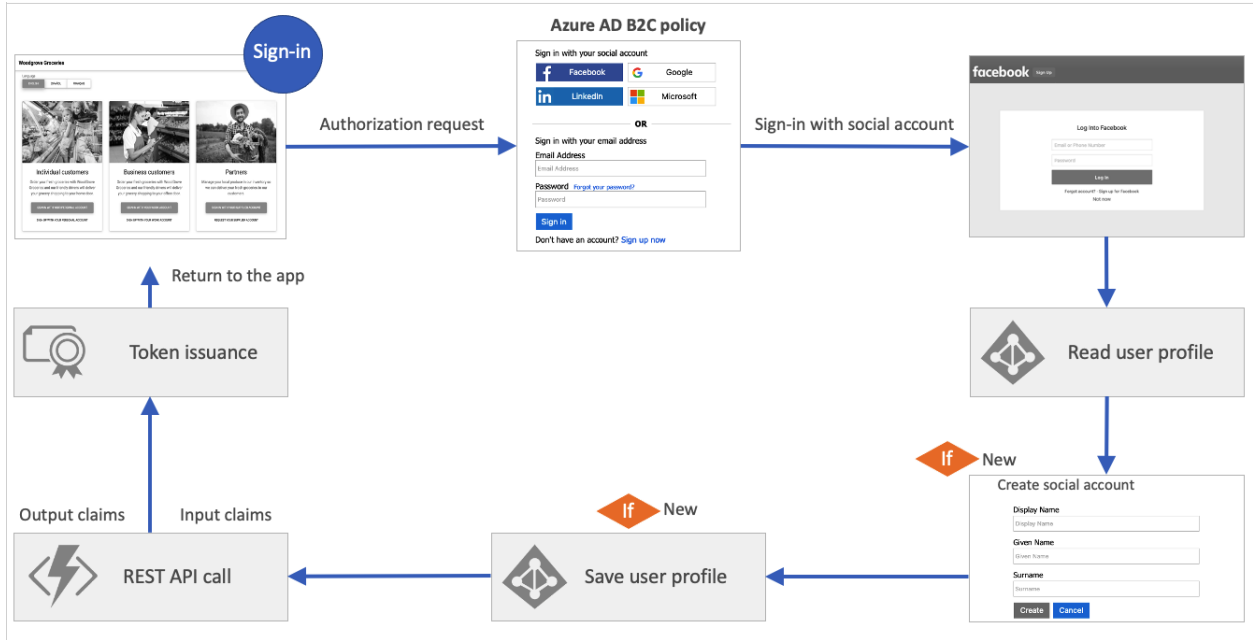 Azure AD B2C policy
Sign-in
Woodgrove Groceries
Language
Individual customers
Business customers
Partners
Authorization request
Sign in with your social account
Facebook
Google
LinkedIn
Microsoft
OR
Sign in with your email address
Email Address
Email Address
Password Forgot your password?
Password
Sign in
Don't have an account? Sign up now
Sign-in with social account
facebook Sign Up
Log Into Facebook
Email or Phone Number
Password
Log In
Forgot account? · Sign up for Facebook
Not now
Return to the app
Token issuance
Read user profile
If New
Create social account
Display Name
Display Name
Given Name
Given Name
Surname
Surname
Create Cancel
If New
Save user profile
Output claims Input claims
REST API call